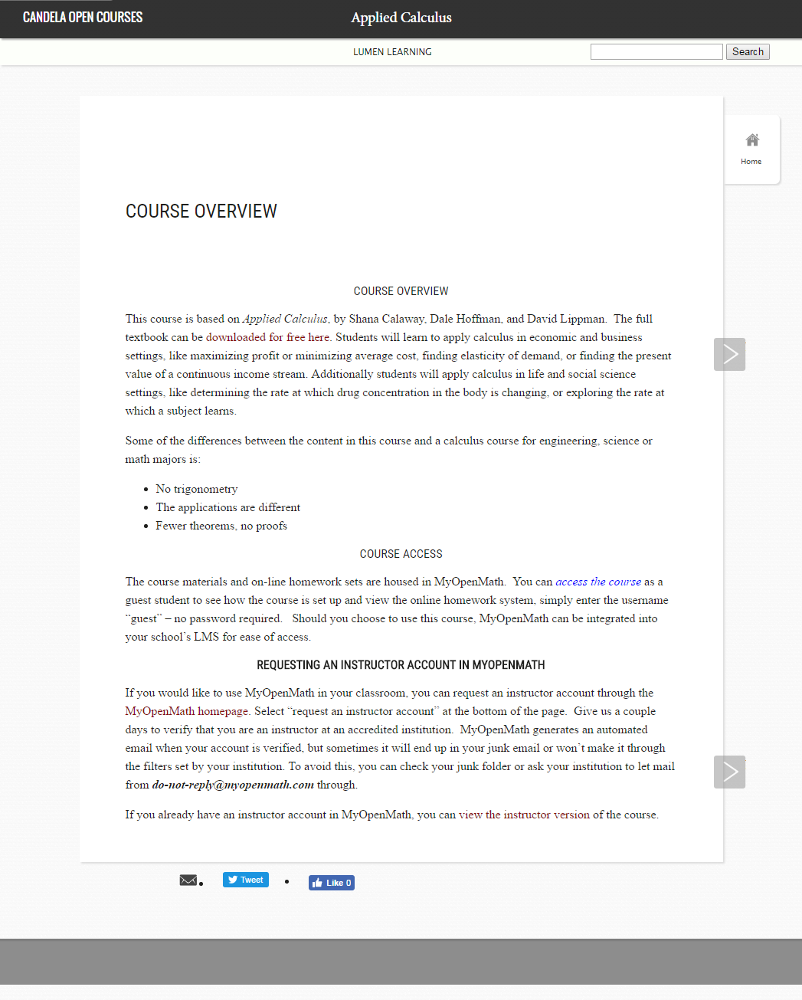 CANDELA OPEN COURSES
Applied Calculus
LUMEN LEARNING
Search
Home
COURSE OVERVIEW
COURSE OVERVIEW
This course is based on Applied Calculus, by Shana Calaway, Dale Hoffman, and David Lippman.  The full
textbook can be downloaded for free here. Students will learn to apply calculus in economic and business
settings, like maximizing profit or minimizing average cost, finding elasticity of demand, or finding the present
value of a continuous income stream. Additionally students will apply calculus in life and social science
settings, like determining the rate at which drug concentration in the body is changing, or exploring the rate at
which a subject learns.
Some of the differences between the content in this course and a calculus course for engineering, science or
math majors is:
• No trigonometry
• The applications are different
• Fewer theorems, no proofs
COURSE ACCESS
The course materials and on-line homework sets are housed in MyOpenMath.  You can access the course as a
guest student to see how the course is set up and view the online homework system, simply enter the username
“guest” – no password required.   Should you choose to use this course, MyOpenMath can be integrated into
your school’s LMS for ease of access.
REQUESTING AN INSTRUCTOR ACCOUNT IN MYOPENMATH
If you would like to use MyOpenMath in your classroom, you can request an instructor account through the
MyOpenMath homepage. Select “request an instructor account” at the bottom of the page.  Give us a couple
days to verify that you are an instructor at an accredited institution.  MyOpenMath generates an automated
email when your account is verified, but sometimes it will end up in your junk email or won’t make it through
the filters set by your institution. To avoid this, you can check your junk folder or ask your institution to let mail
from do-not-reply@myopenmath.com through.
If you already have an instructor account in MyOpenMath, you can view the instructor version of the course.
Tweet
Like 0